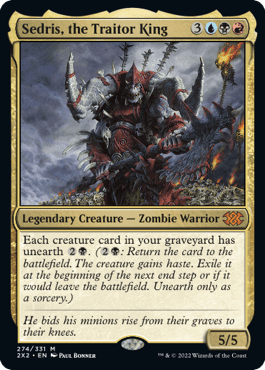 Sedris, the Traitor King 3
Legendary Creature — Zombie Warrior
Each creature card in your graveyard has
unearth 2. (2: Return the card to the
battlefield. The creature gains haste. Exile it
at the beginning of the next end step or if it
would leave the battlefield. Unearth only as
a sorcery.)
He bids his minions rise from their graves to
their knees.
5/5
274/331 M
2X2 • EN PAUL BONNER
™ & © 2022 Wizards of the Coast